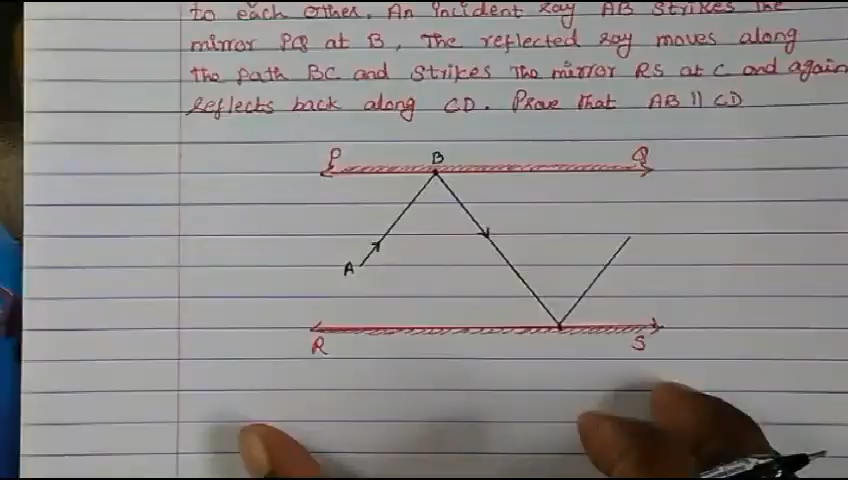 to each other. An incident ray AB strikes the
mirror PQ at B, The reflected ray moves along
the path BC and strikes the mirror RS at C and again
reflects back along CD. Prove that AB || CD
P B Q
A
R S